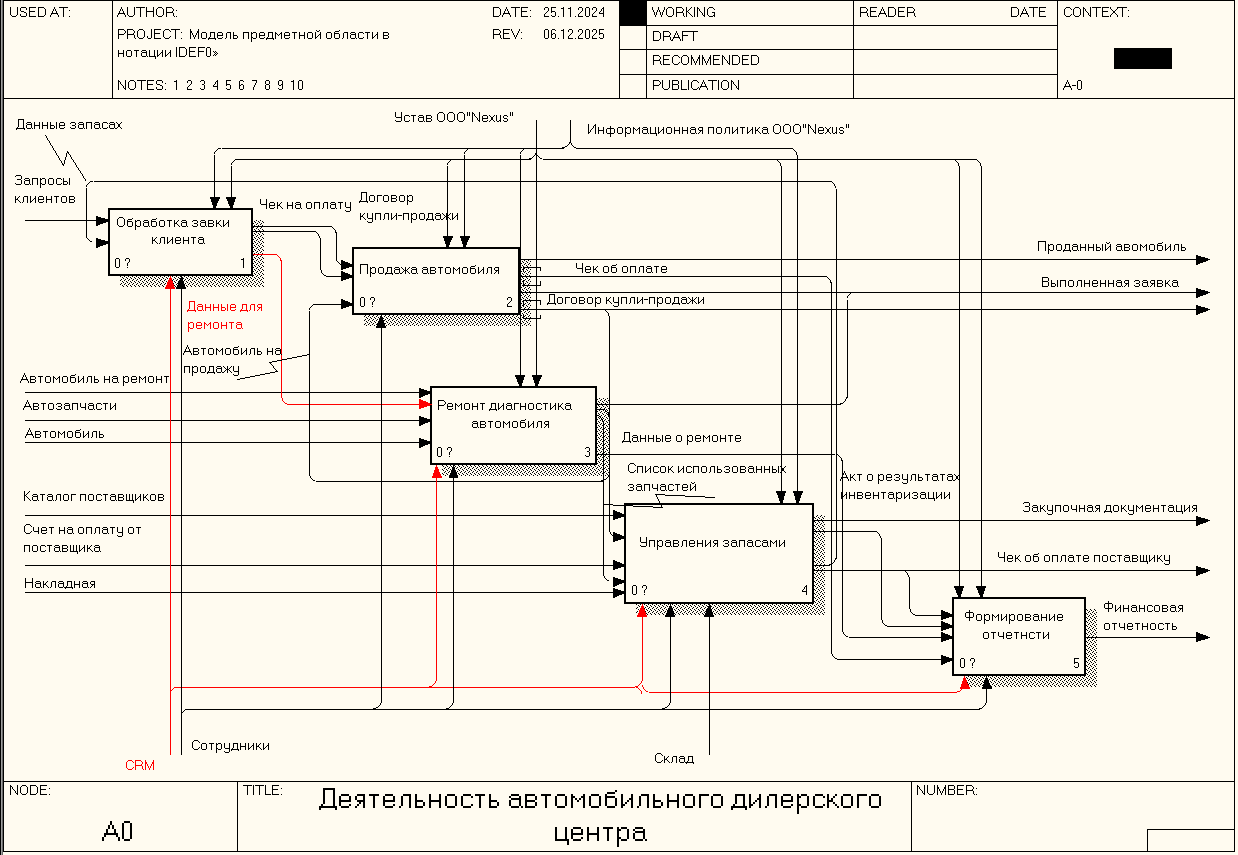 USED AT:
AUTHOR:
DATE: 25.11.2024
PROJECT: Модель предметной области в
нотации IDEF0»
REV: 06.12.2025
NOTES: 1 2 3 4 5 6 7 8 9 10
WORKING
DRAFT
RECOMMENDED
PUBLICATION
READER DATE
CONTEXT:
A-0
Данные запасах
Устав ООО"Nexus"
Информационная политика ООО"Nexus"
Запросы
клиентов
Чек на оплату
Договор
купли-продажи
Обработка завки
клиента
0 ? 1
Продажа автомобиля
0 ? 2
Чек об оплате
Договор купли-продажи
Проданный авомобиль
Выполненная заявка
Данные для
ремонта
Автомобиль на
продажу
Автомобиль на ремонт
Автозапчасти
Автомобиль
Ремонт диагностика
автомобиля
0 ? 3
Данные о ремонте
Список использованных
запчастей
Акт о результатах
инвентаризации
Каталог поставщиков
Счет на оплату от
поставщика
Накладная
Управления запасами
0 ? 4
Закупочная документация
Чек об оплате поставщику
Формирование
отчетнсти
0 ? 5
Финансовая
отчетность
Сотрудники
CRM
Склад
NODE:
A0
TITLE:
Деятельность автомобильного дилерского
центра
NUMBER: